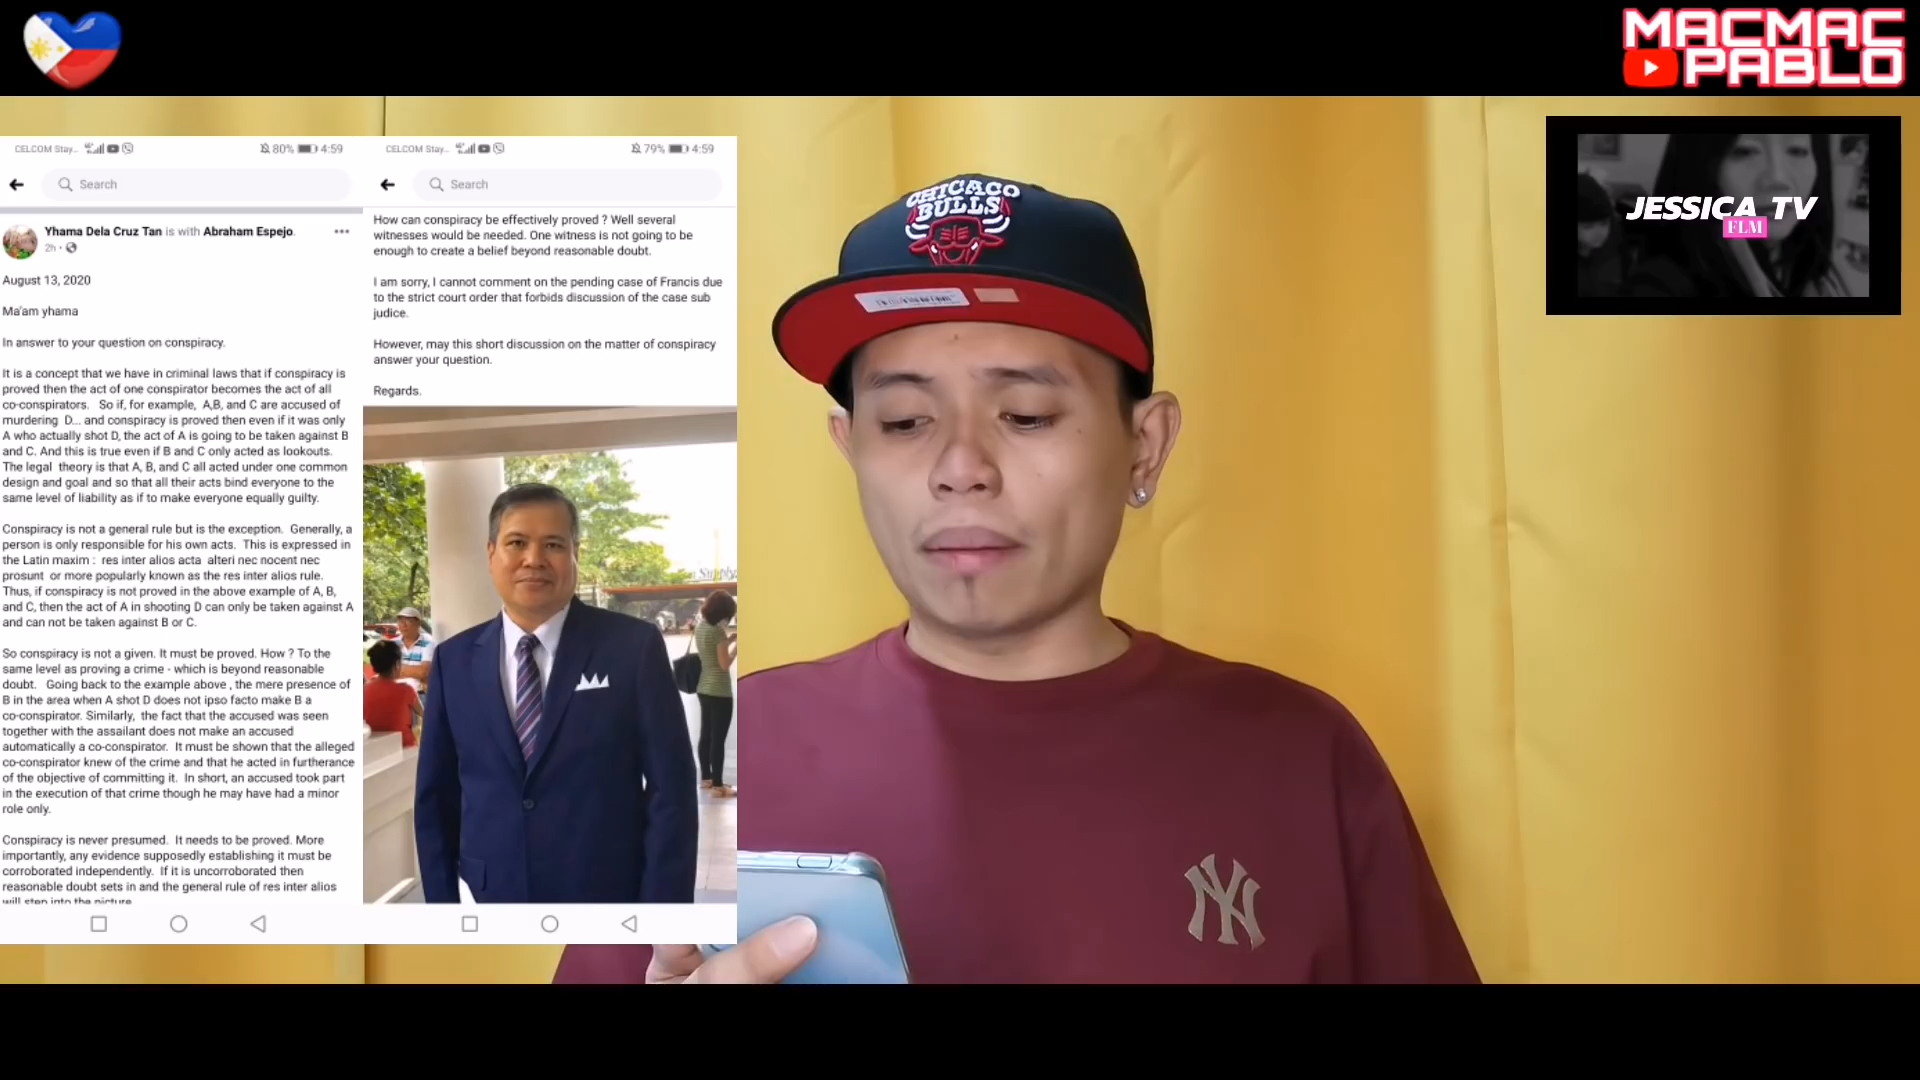 MACMAC
PABLO
CELCOM Stay...
80%
4:59
Search
Yhama Dela Cruz Tan is with Abraham Espejo.
2h
August 13, 2020
Ma'am yhama
In answer to your question on conspiracy.
It is a concept that we have in criminal laws that if conspiracy is
proved then the act of one conspirator becomes the act of all
co-conspirators. So if, for example, A,B, and C are accused of
murdering D... and conspiracy is proved then even if it was only
A who actually shot D, the act of A is going to be taken against B
and C. And this is true even if B and C only acted as lookouts.
The legal theory is that A, B, and C all acted under one common
design and goal and so that all their acts bind everyone to the
same level of liability as if to make everyone equally guilty.
Conspiracy is not a general rule but is the exception. Generally, a
person is only responsible for his own acts. This is expressed in
the Latin maxim : res inter alios acta alteri nec nocent nec
prosunt or more popularly known as the res inter alios rule.
Thus, if conspiracy is not proved in the above example of A, B,
and C, then the act of A in shooting D can only be taken against A
and can not be taken against B or C.
So conspiracy is not a given. It must be proved. How ? To the
same level as proving a crime - which is beyond reasonable
doubt. Going back to the example above , the mere presence of
B in the area when A shot D does not ipso facto make B a
co-conspirator. Similarly, the fact that the accused was seen
together with the assailant does not make an accused
automatically a co-conspirator. It must be shown that the alleged
co-conspirator knew of the crime and that he acted in furtherance
of the objective of committing it. In short, an accused took part
in the execution of that crime though he may have had a minor
role only.
Conspiracy is never presumed. It needs to be proved. More
importantly, any evidence supposedly establishing it must be
corroborated independently. If it is uncorroborated then
reasonable doubt sets in and the general rule of res inter alios
will step into the picture
CELCOM Stay...
79%
4:59
Search
How can conspiracy be effectively proved ? Well several
witnesses would be needed. One witness is not going to be
enough to create a belief beyond reasonable doubt.
I am sorry, I cannot comment on the pending case of Francis due
to the strict court order that forbids discussion of the case sub
judice.
However, may this short discussion on the matter of conspiracy
answer your question.
Regards.
Supply
CHICAGO
BULLS
NY
JESSICA TV
FLM